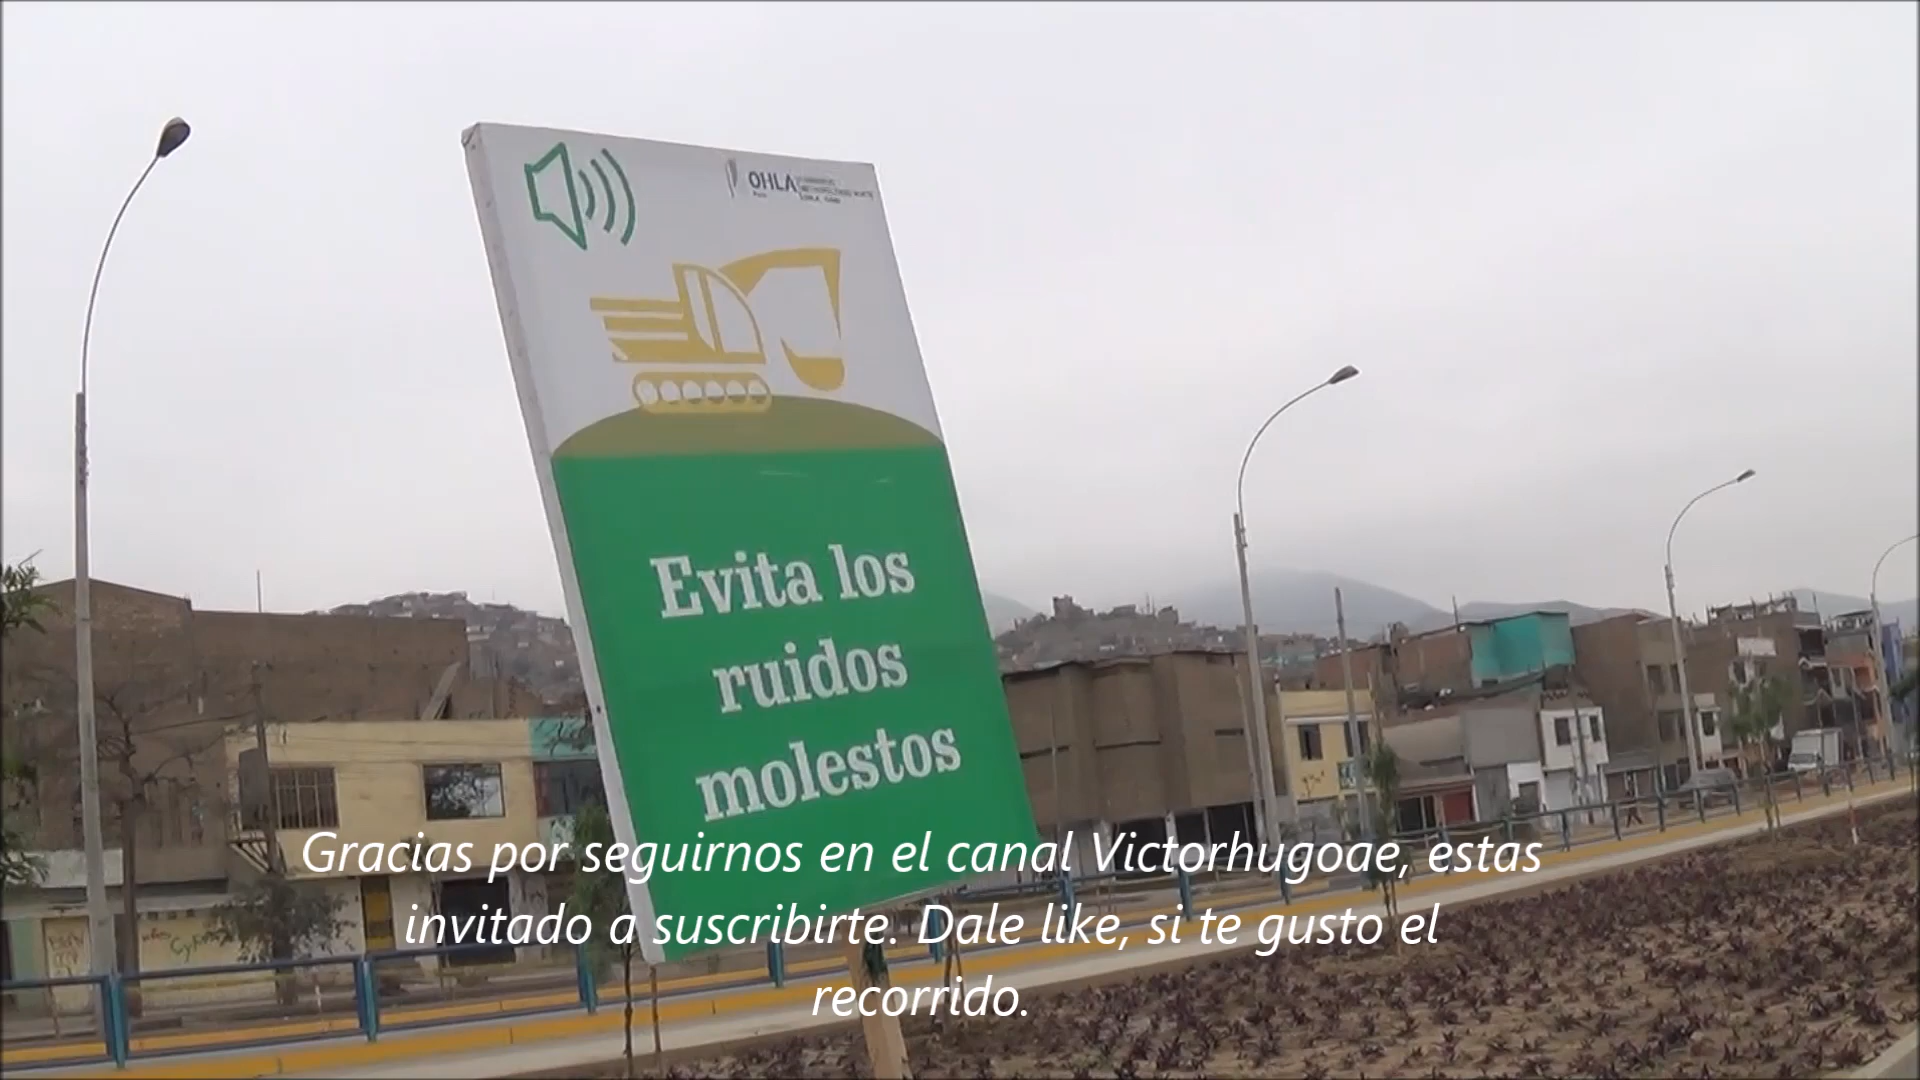 OHLA
Evita los
ruidos
molestos
Gracias por seguirnos en el canal Victorhugoae, estas
invitado a suscribirte. Dale like, si te gusto el
recorrido.